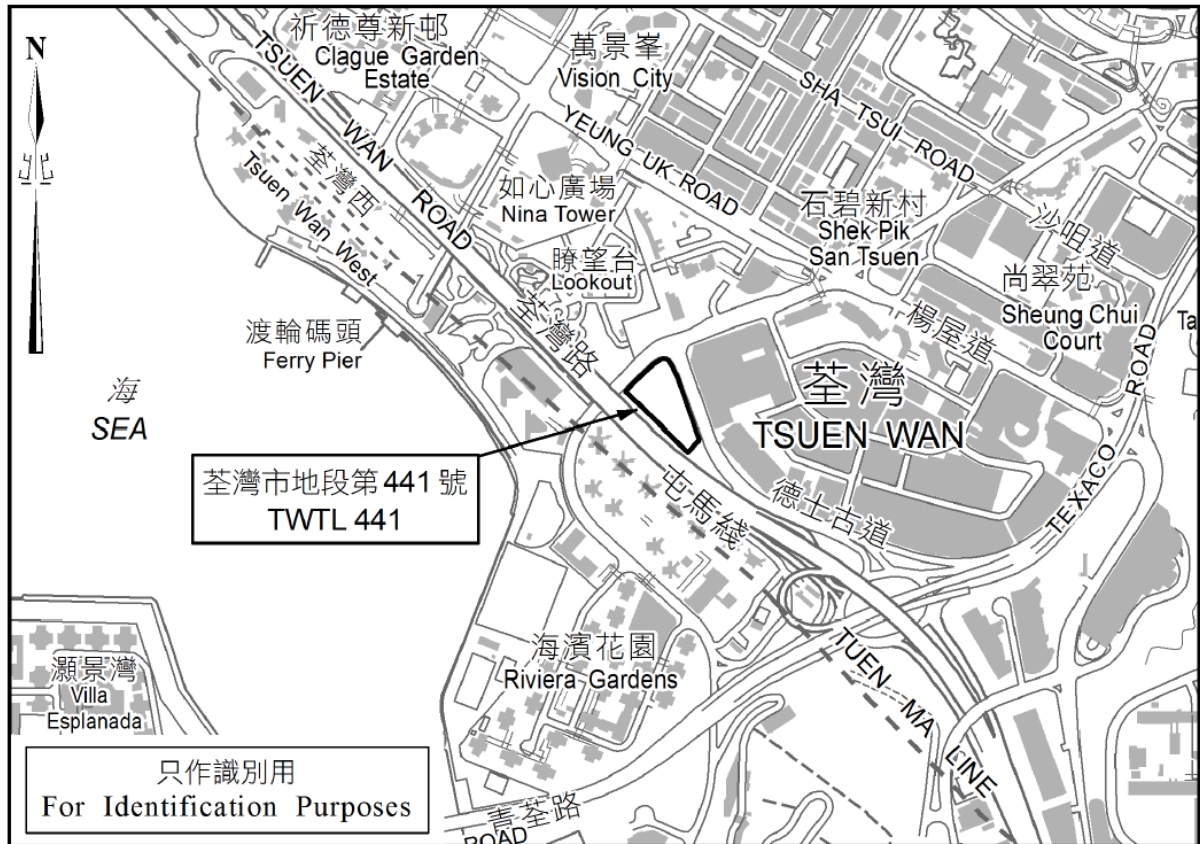 N
祈德尊新邨
Clague Garden
Estate
萬景峯
Vision City
TSUEN WAN ROAD
SHA TSUI ROAD
YEUNG UK ROAD
荃灣西
Tsuen Wan West
如心廣場
Nina Tower
石碧新村
Shek Pik
San Tsuen
沙咀道
瞭望台
Lookout
尚翠苑
Sheung Chui
Court
Ta
渡輪碼頭
Ferry Pier
荃灣路
楊屋道
海
SEA
荃灣
TSUEN WAN
TEXACO ROAD
荃灣市地段第 441 號
TWTL 441
屯馬綫
德士古道
海濱花園
Riviera Gardens
TUEN MA LINE
灝景灣
Villa
Esplanada
只作識別用
For Identification Purposes
青荃路
ROAD